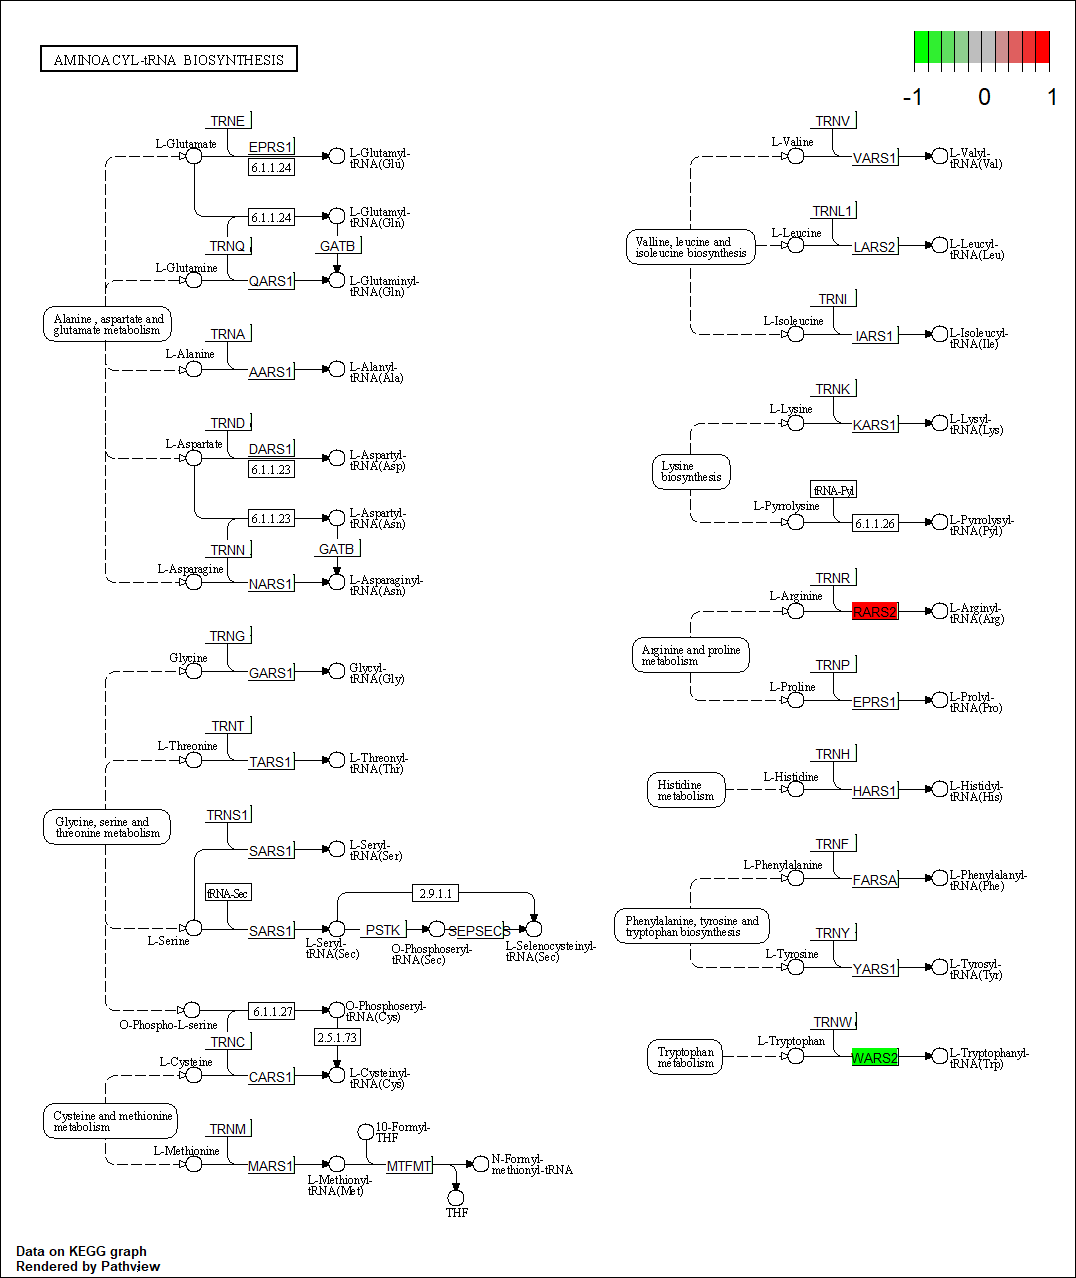 AMINOACYL-tRNA BIOSYNTHESIS
-1 0 1
TRNE
L-Glutamate
EPRS1
6.1.1.24
L-Glutamyl-
tRNA(Glu)
6.1.1.24
L-Glutamyl-
tRNA(Gln)
TRNQ
GATB
L-Glutamine
QARS1
L-Glutaminyl-
tRNA(Gln)
Alanine , aspartate and
glutamate metabolism
TRNA
L-Alanine
AARS1
L-Alanyl-
tRNA(Ala)
TRND
L-Aspartate
DARS1
6.1.1.23
L-Aspartyl-
tRNA(Asp)
6.1.1.23
L-Aspartyl-
tRNA(Asn)
TRNN
GATB
L-Asparagine
NARS1
L-Asparaginyl-
tRNA(Asn)
TRNG
Glycine
GARS1
Glycyl-
tRNA(Gly)
TRNT
L-Threonine
TARS1
L-Threonyl-
tRNA(Thr)
Glycine, serine and
threonine metabolism
TRNS1
SARS1
L-Seryl-
tRNA(Ser)
tRNA-Sec
2.9.1.1
L-Serine
SARS1
L-Seryl-
tRNA(Sec)
PSTK
O-Phosphoseryl-
tRNA(Sec)
SEPSECS
L-Selenocysteinyl-
tRNA(Sec)
O-Phospho-L-serine
6.1.1.27
O-Phosphoseryl-
tRNA(Cys)
2.5.1.73
TRNC
L-Cysteine
CARS1
L-Cysteinyl-
tRNA(Cys)
Cysteine and methionine
metabolism
TRNM
L-Methionine
MARS1
L-Methionyl-
tRNA(Met)
10-Formyl-
THF
MTFMT
N-Formyl-
methionyl-tRNA
THF
TRNV
L-Valine
VARS1
L-Valyl-
tRNA(Val)
TRNL1
Valline, leucine and
isoleucine biosynthesis
L-Leucine
LARS2
L-Leucyl-
tRNA(Leu)
TRNI
L-Isoleucine
IARS1
L-Isoleucyl-
tRNA(Ile)
TRNK
L-Lysine
KARS1
L-Lysyl-
tRNA(Lys)
Lysine
biosynthesis
tRNA-Pyl
L-Pyrrolysine
6.1.1.26
L-Pyrrolysyl-
tRNA(Pyl)
TRNR
L-Arginine
RARS2
L-Arginyl-
tRNA(Arg)
Arginine and proline
metabolism
TRNP
L-Proline
EPRS1
L-Prolyl-
tRNA(Pro)
TRNH
Histidine
metabolism
L-Histidine
HARS1
L-Histidyl-
tRNA(His)
TRNF
L-Phenylalanine
FARSA
L-Phenylalanyl-
tRNA(Phe)
Phenylalanine, tyrosine and
tryptophan biosynthesis
TRNY
L-Tyrosine
YARS1
L-Tyrosyl-
tRNA(Tyr)
TRNW
Tryptophan
metabolism
L-Tryptophan
WARS2
L-Tryptophanyl-
tRNA(Trp)
Data on KEGG graph
Rendered by Pathview